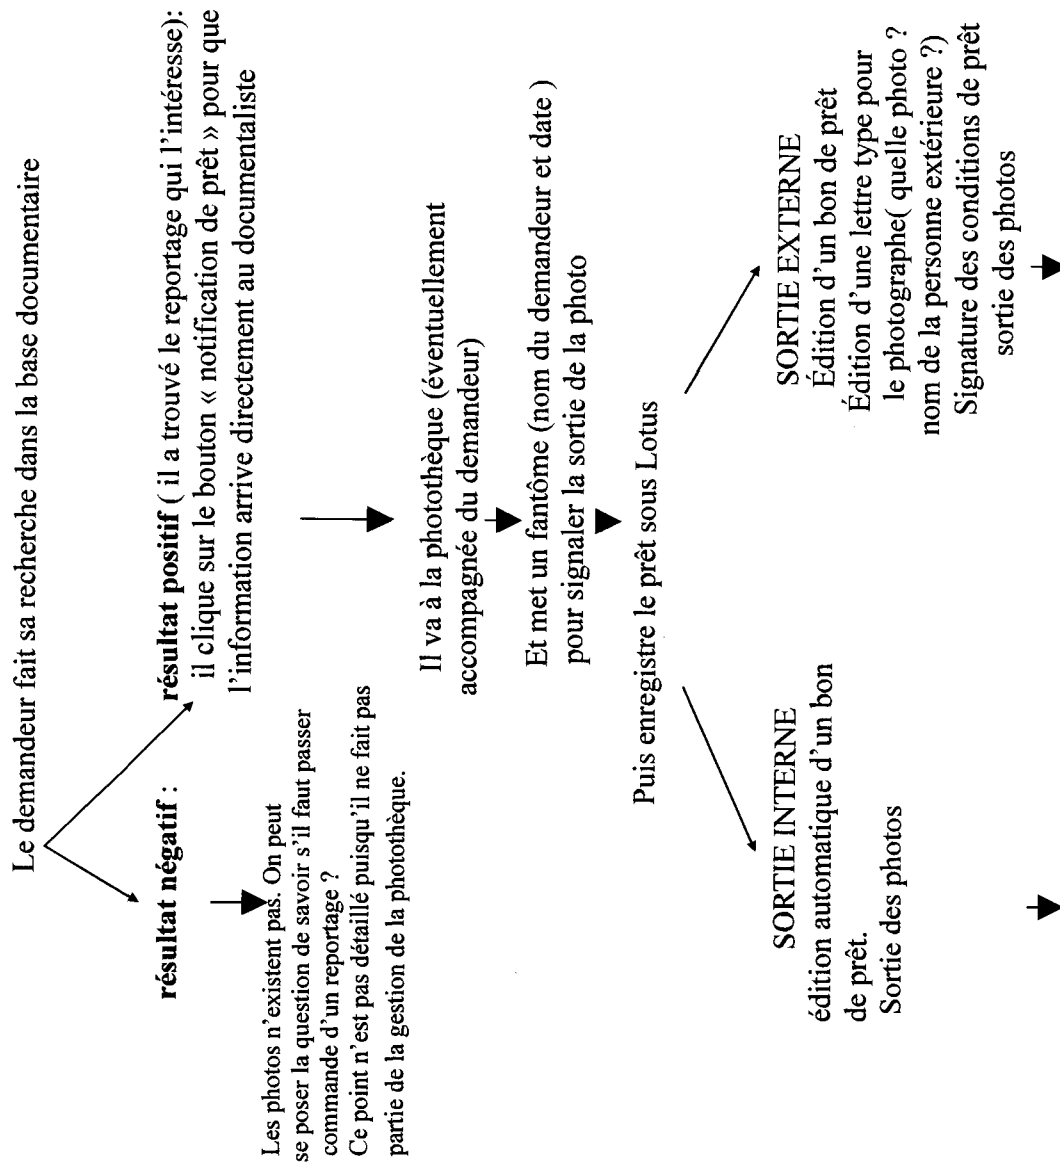 Le demandeur fait sa recherche dans la base documentaire
résultat négatif :
Les photos n’existent pas. On peut
se poser la question de savoir s’il faut passer
commande d’un reportage ?
Ce point n’est pas détaillé puisqu’il ne fait pas
partie de la gestion de la photothèque.
résultat positif ( il a trouvé le reportage qui l’intéresse):
il clique sur le bouton « notification de prêt » pour que
l’information arrive directement au documentaliste
Il va à la photothèque (éventuellement
accompagnée du demandeur)
Et met un fantôme (nom du demandeur et date )
pour signaler la sortie de la photo
Puis enregistre le prêt sous Lotus
SORTIE INTERNE
édition automatique d’un bon
de prêt.
Sortie des photos
SORTIE EXTERNE
Édition d’un bon de prêt
Édition d’une lettre type pour
le photographe( quelle photo ?
nom de la personne extérieure ?)
Signature des conditions de prêt
sortie des photos